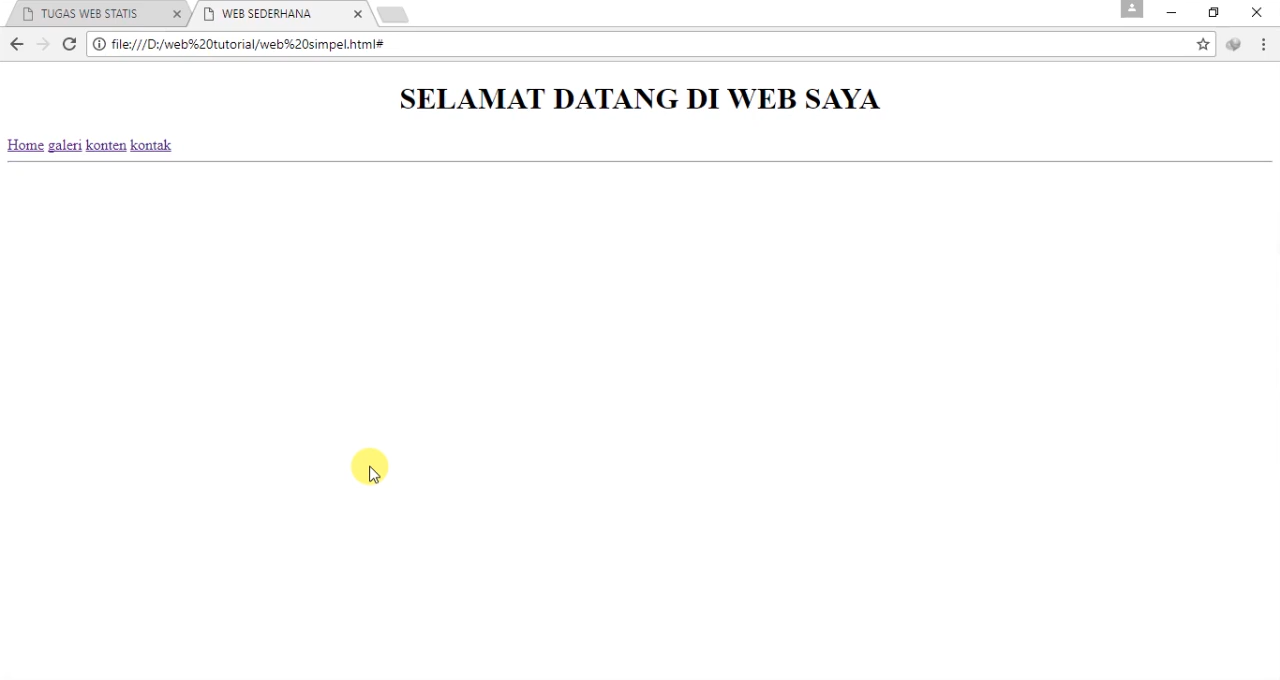 TUGAS WEB STATIS
WEB SEDERHANA
file:///D:/web%20tutorial/web%20simpel.html#
SELAMAT DATANG DI WEB SAYA
Home galeri konten kontak